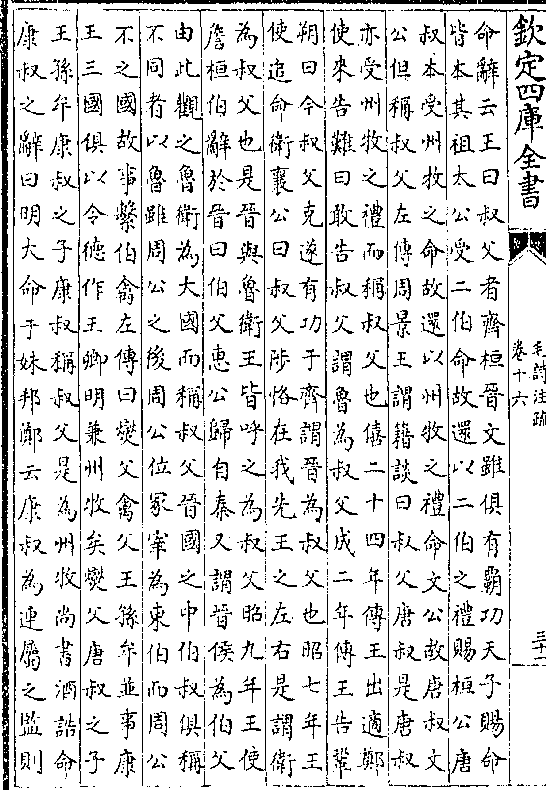 欽定四庫全書
毛詩注疏
卷十六
三十二
命辭云王曰叔父者齊桓晉文雖俱有霸功天子賜命
皆本其祖太公受二伯命故還以二伯之禮賜桓公唐
叔本受州牧之命故還以州牧之禮命文公故唐叔文
公但稱叔父左傳周景王謂籍談曰叔父唐叔是唐叔
亦受州牧之禮而稱叔父也僖二十四年傳王出適鄭
使來告難曰敢告叔父謂魯為叔父成二年傳王告鞏
朔曰今叔父克遂有功于齊謂晉為叔父也昭七年王
使追命衛襄公曰叔父陟恪在我先王之左右是謂衛
為叔父也是晉與魯衛王皆呼之為叔父昭九年王使
詹桓伯辭於晉曰伯父惠公歸自秦又謂晉侯為伯父
由此觀之魯衛為大國而稱叔父晉國之中伯叔俱稱
不同者以魯雖周公之後周公位冢宰為東伯而周公
不之國故事繫伯禽左傳曰燮父禽父王孫牟並事康
王三國俱以令德作王卿明兼州牧矣燮父唐叔之子
王孫牟康叔之子康叔稱叔父是為州牧尚書酒誥命
康叔之辭曰明大命于妹邦鄭云康叔為連屬之監則